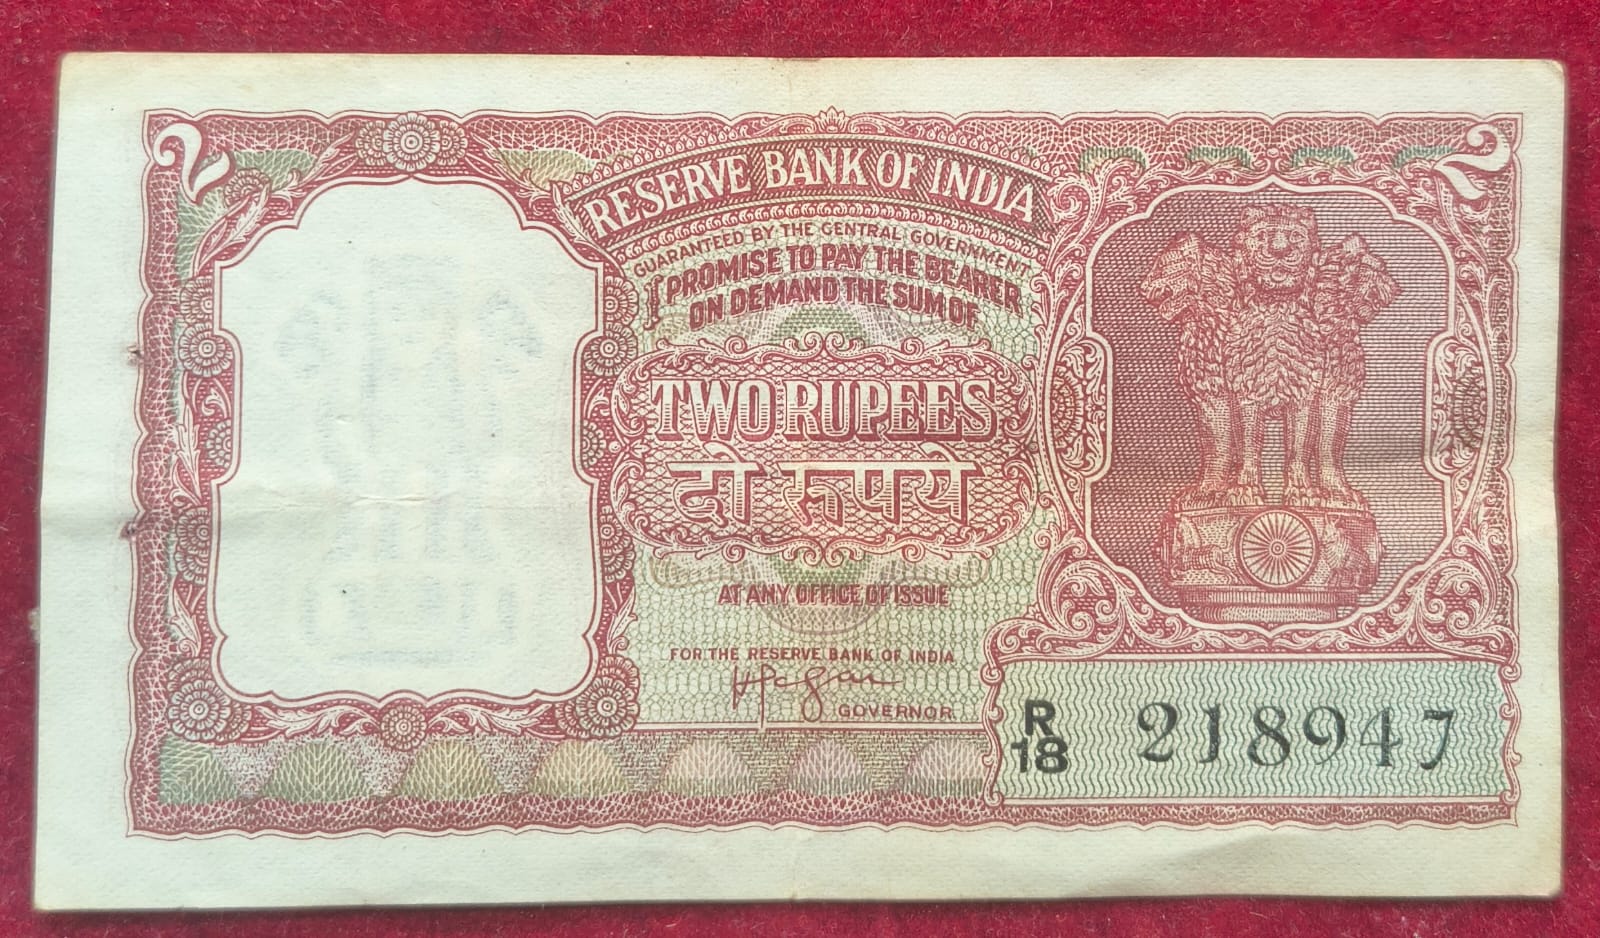 2 2
RESERVE BANK OF INDIA
GUARANTEED BY THE CENTRAL GOVERNMENT
I PROMISE TO PAY THE BEARER
ON DEMAND THE SUM OF
TWO RUPEES
दो रूपये
AT ANY OFFICE OF ISSUE
FOR THE RESERVE BANK OF INDIA
GOVERNOR
R
18 218947